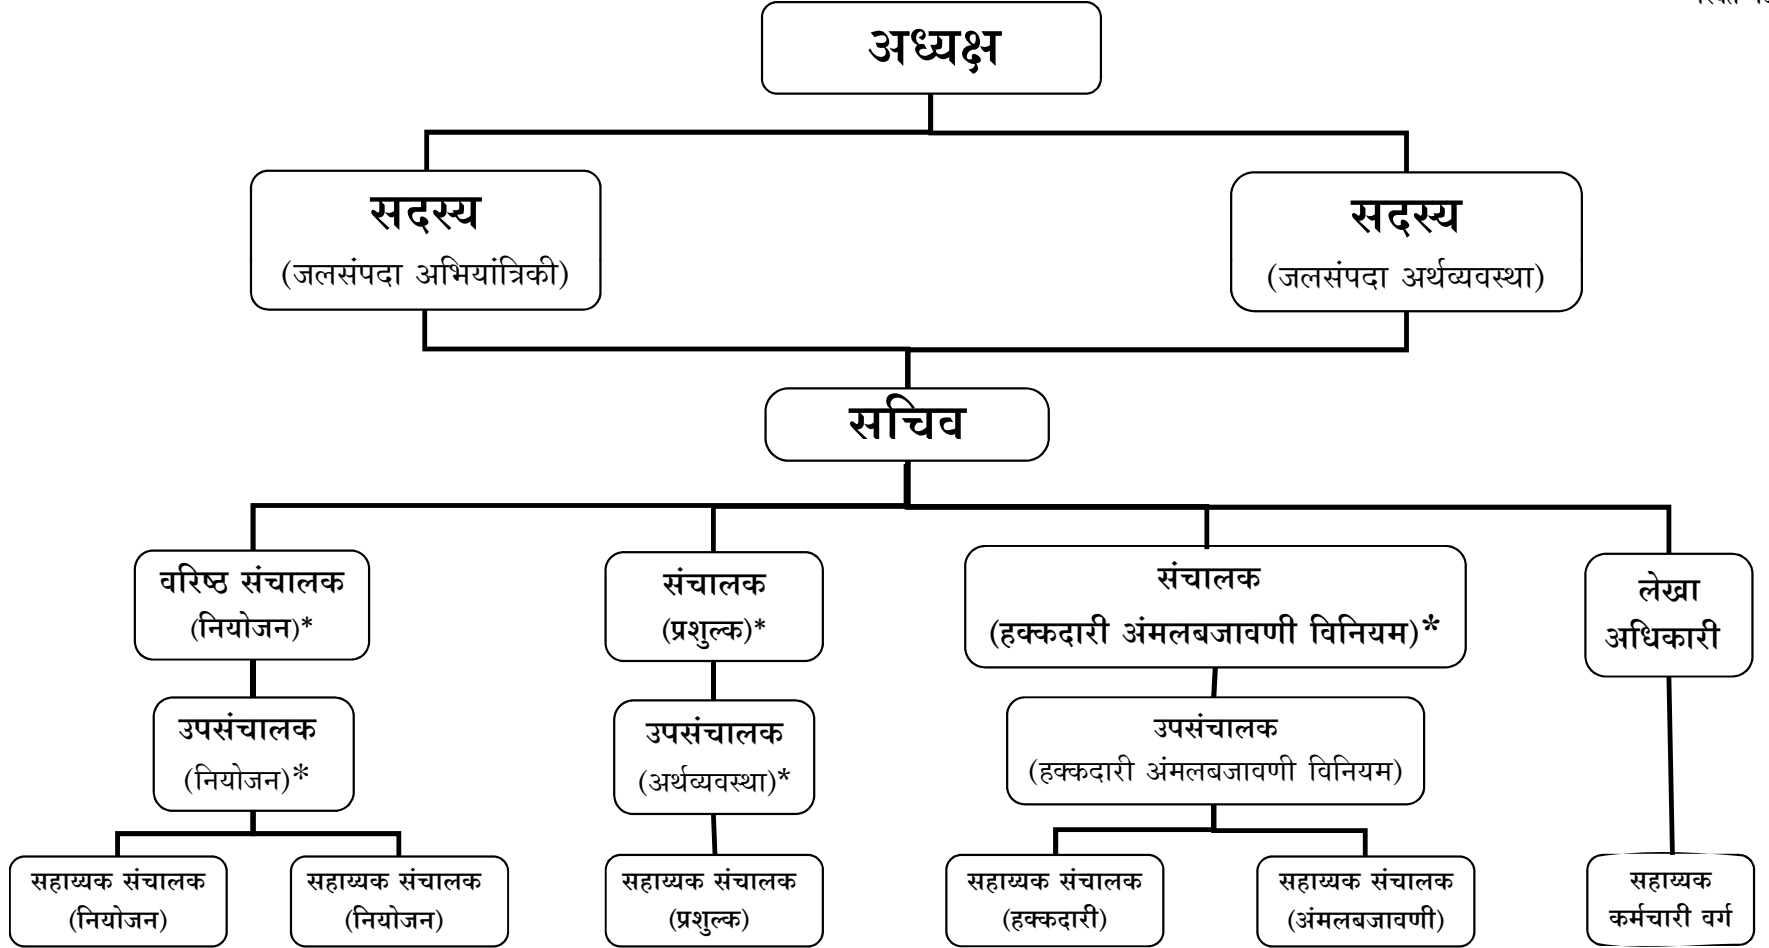 अध्यक्ष
सदस्य
(जलसंपदा अभियांत्रिकी)
सदस्य
(जलसंपदा अर्थव्यवस्था)
सचिव
वरिष्ठ संचालक
(नियोजन)*
संचालक
(प्रशुल्क)*
संचालक
(हक्कदारी अंमलबजावणी विनियम)*
लेखा
अधिकारी
उपसंचालक
(नियोजन)*
उपसंचालक
(अर्थव्यवस्था)*
उपसंचालक
(हक्कदारी अंमलबजावणी विनियम)
सहाय्यक संचालक
(नियोजन)
सहाय्यक संचालक
(नियोजन)
सहाय्यक संचालक
(प्रशुल्क)
सहाय्यक संचालक
(हक्कदारी)
सहाय्यक संचालक
(अंमलबजावणी)
सहाय्यक
कर्मचारी वर्ग